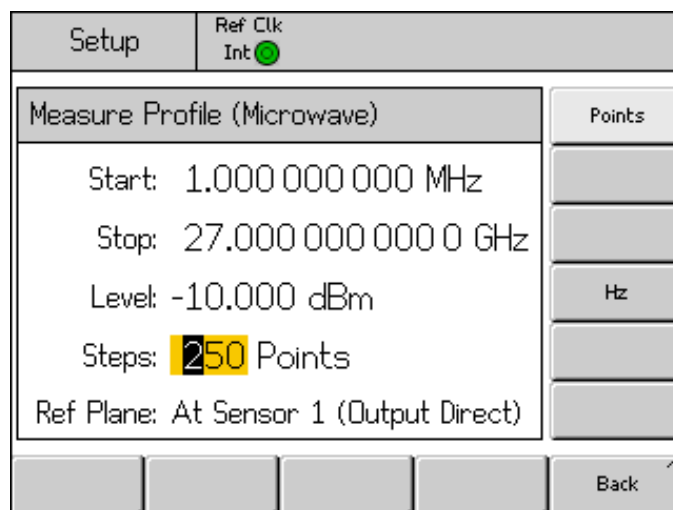 Setup
Ref Clk
Int
Measure Profile (Microwave)
Start: 1.000 000 000 MHz
Stop: 27.000 000 000 0 GHz
Level: -10.000 dBm
Steps: 250 Points
Ref Plane: At Sensor 1 (Output Direct)
Points
Hz
Back